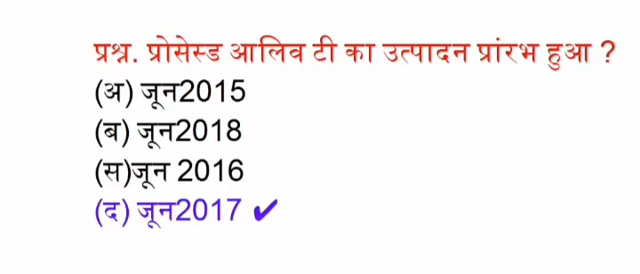 प्रश्न. प्रोसेस्ड आलिव टी का उत्पादन प्रांरभ हुआ ?
(अ) जून2015
(ब) जून2018
(स)जून 2016
(द) जून2017 ✔